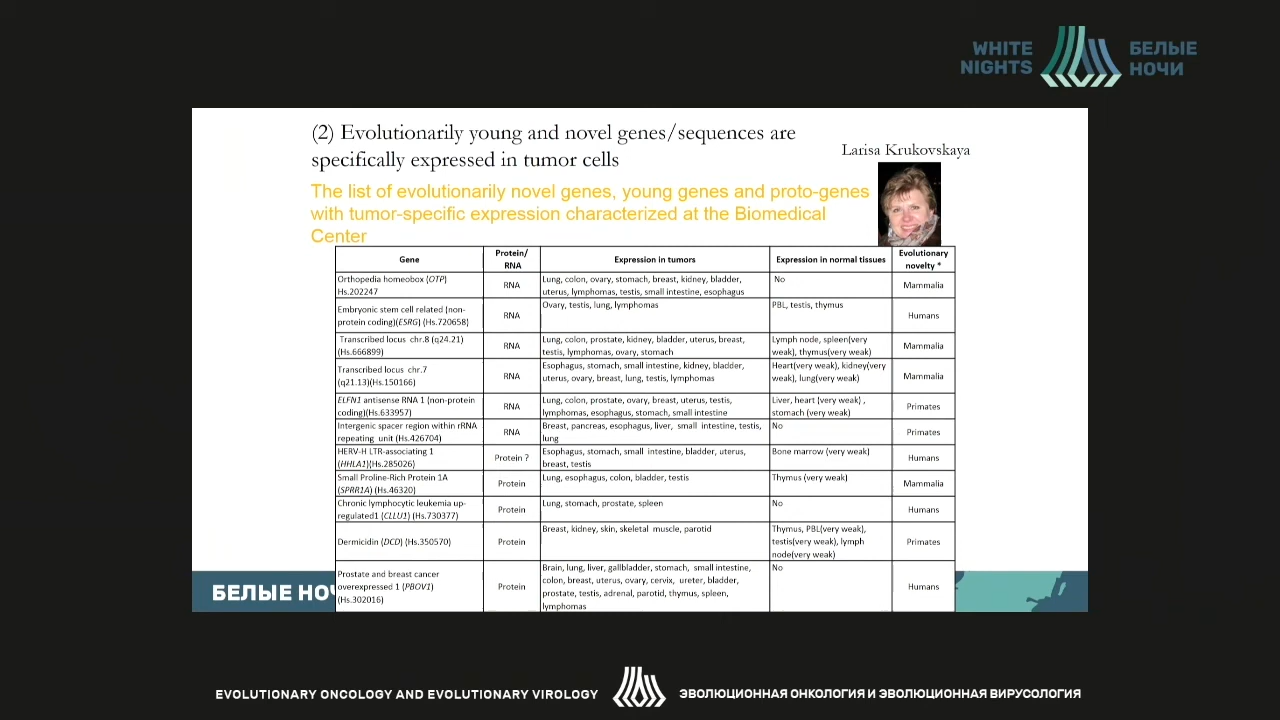 WHITE NIGHTS
БЕЛЫЕ НОЧИ
(2) Evolutionarily young and novel genes/sequences are
specifically expressed in tumor cells
Larisa Krukovskaya
The list of evolutionarily novel genes, young genes and proto-genes
with tumor-specific expression characterized at the Biomedical
Center
Gene
Protein/
RNA
Expression in tumors
Expression in normal tissues
Evolutionary
novelty *
Orthopedia homeobox (OTP)
Hs.202247
RNA
Lung, colon, ovary, stomach, breast, kidney, bladder,
uterus, lymphomas, testis, small intestine, esophagus
No
Mammalia
Embryonic stem cell related (non-
protein coding)(ESRG) (Hs.720658)
RNA
Ovary, testis, lung, lymphomas
PBL, testis, thymus
Humans
Transcribed locus chr.8 (q24.21)
(Hs.666899)
RNA
Lung, colon, prostate, kidney, bladder, uterus, breast,
testis, lymphomas, ovary, stomach
Lymph node, spleen(very
weak), thymus(very weak)
Mammalia
Transcribed locus chr.7
(q21.13)(Hs.150166)
RNA
Esophagus, stomach, small intestine, kidney, bladder,
uterus, ovary, breast, lung, testis, lymphomas
Heart(very weak), kidney(very
weak), lung(very weak)
Mammalia
ELFN1 antisense RNA 1 (non-protein
coding)(Hs.633957)
RNA
Lung, colon, prostate, ovary, breast, uterus, testis,
lymphomas, esophagus, stomach, small intestine
Liver, heart (very weak) ,
stomach (very weak)
Primates
Intergenic spacer region within rRNA
repeating unit (Hs.426704)
RNA
Breast, pancreas, esophagus, liver, small intestine, testis,
lung
No
Primates
HERV-H LTR-associating 1
(HHLA1)(Hs.285026)
Protein ?
Esophagus, stomach, small intestine, bladder, uterus,
breast, testis
Bone marrow (very weak)
Humans
Small Proline-Rich Protein 1A
(SPRR1A) (Hs.46320)
Protein
Lung, esophagus, colon, bladder, testis
Thymus (very weak)
Mammalia
Chronic lymphocytic leukemia up-
regulated1 (CLLU1) (Hs.730377)
Protein
Lung, stomach, prostate, spleen
No
Humans
Dermicidin (DCD) (Hs.350570)
Protein
Breast, kidney, skin, skeletal muscle, parotid
Thymus, PBL(very weak),
testis(very weak), lymph
node(very weak)
Primates
Prostate and breast cancer
overexpressed 1 (PBOV1)
(Hs.302016)
Protein
Brain, lung, liver, gallbladder, stomach, small intestine,
colon, breast, uterus, ovary, cervix, ureter, bladder,
prostate, testis, adrenal, parotid, thymus, spleen,
lymphomas
No
Humans
БЕЛЫЕ НОЧ
EVOLUTIONARY ONCOLOGY AND EVOLUTIONARY VIROLOGY
ЭВОЛЮЦИОННАЯ ОНКОЛОГИЯ И ЭВОЛЮЦИОННАЯ ВИРУСОЛОГИЯ